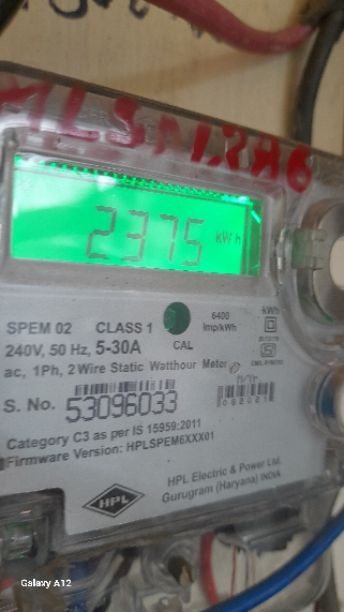 2375 kWh
SPEM 02 CLASS 1 6400 kWh
240V, 50 Hz, 5-30A CAL Imp/kWh
ac, 1Ph, 2Wire Static Watthour Meter
S. No. 53096033
Category C3 as per IS 15959:2011
Firmware Version: HPLSPEM6XXX01
HPL Electric & Power Ltd.
HPL Gurugram (Haryana) INDIA
Galaxy A12